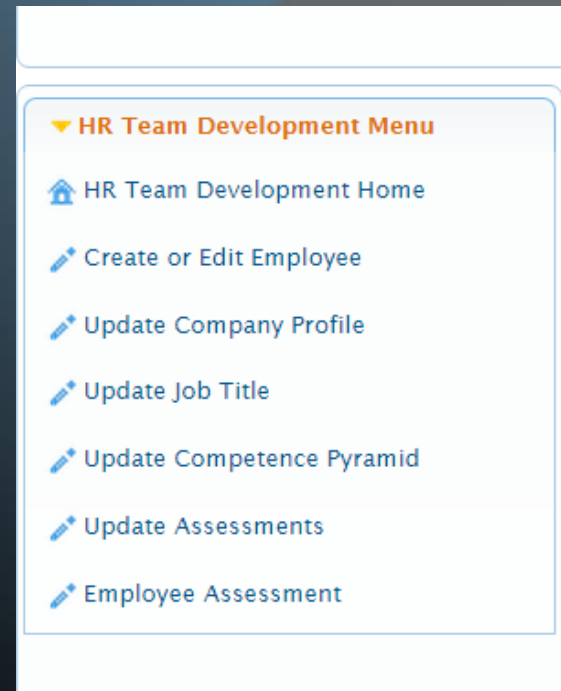 HR Team Development Menu
HR Team Development Home
Create or Edit Employee
Update Company Profile
Update Job Title
Update Competence Pyramid
Update Assessments
Employee Assessment